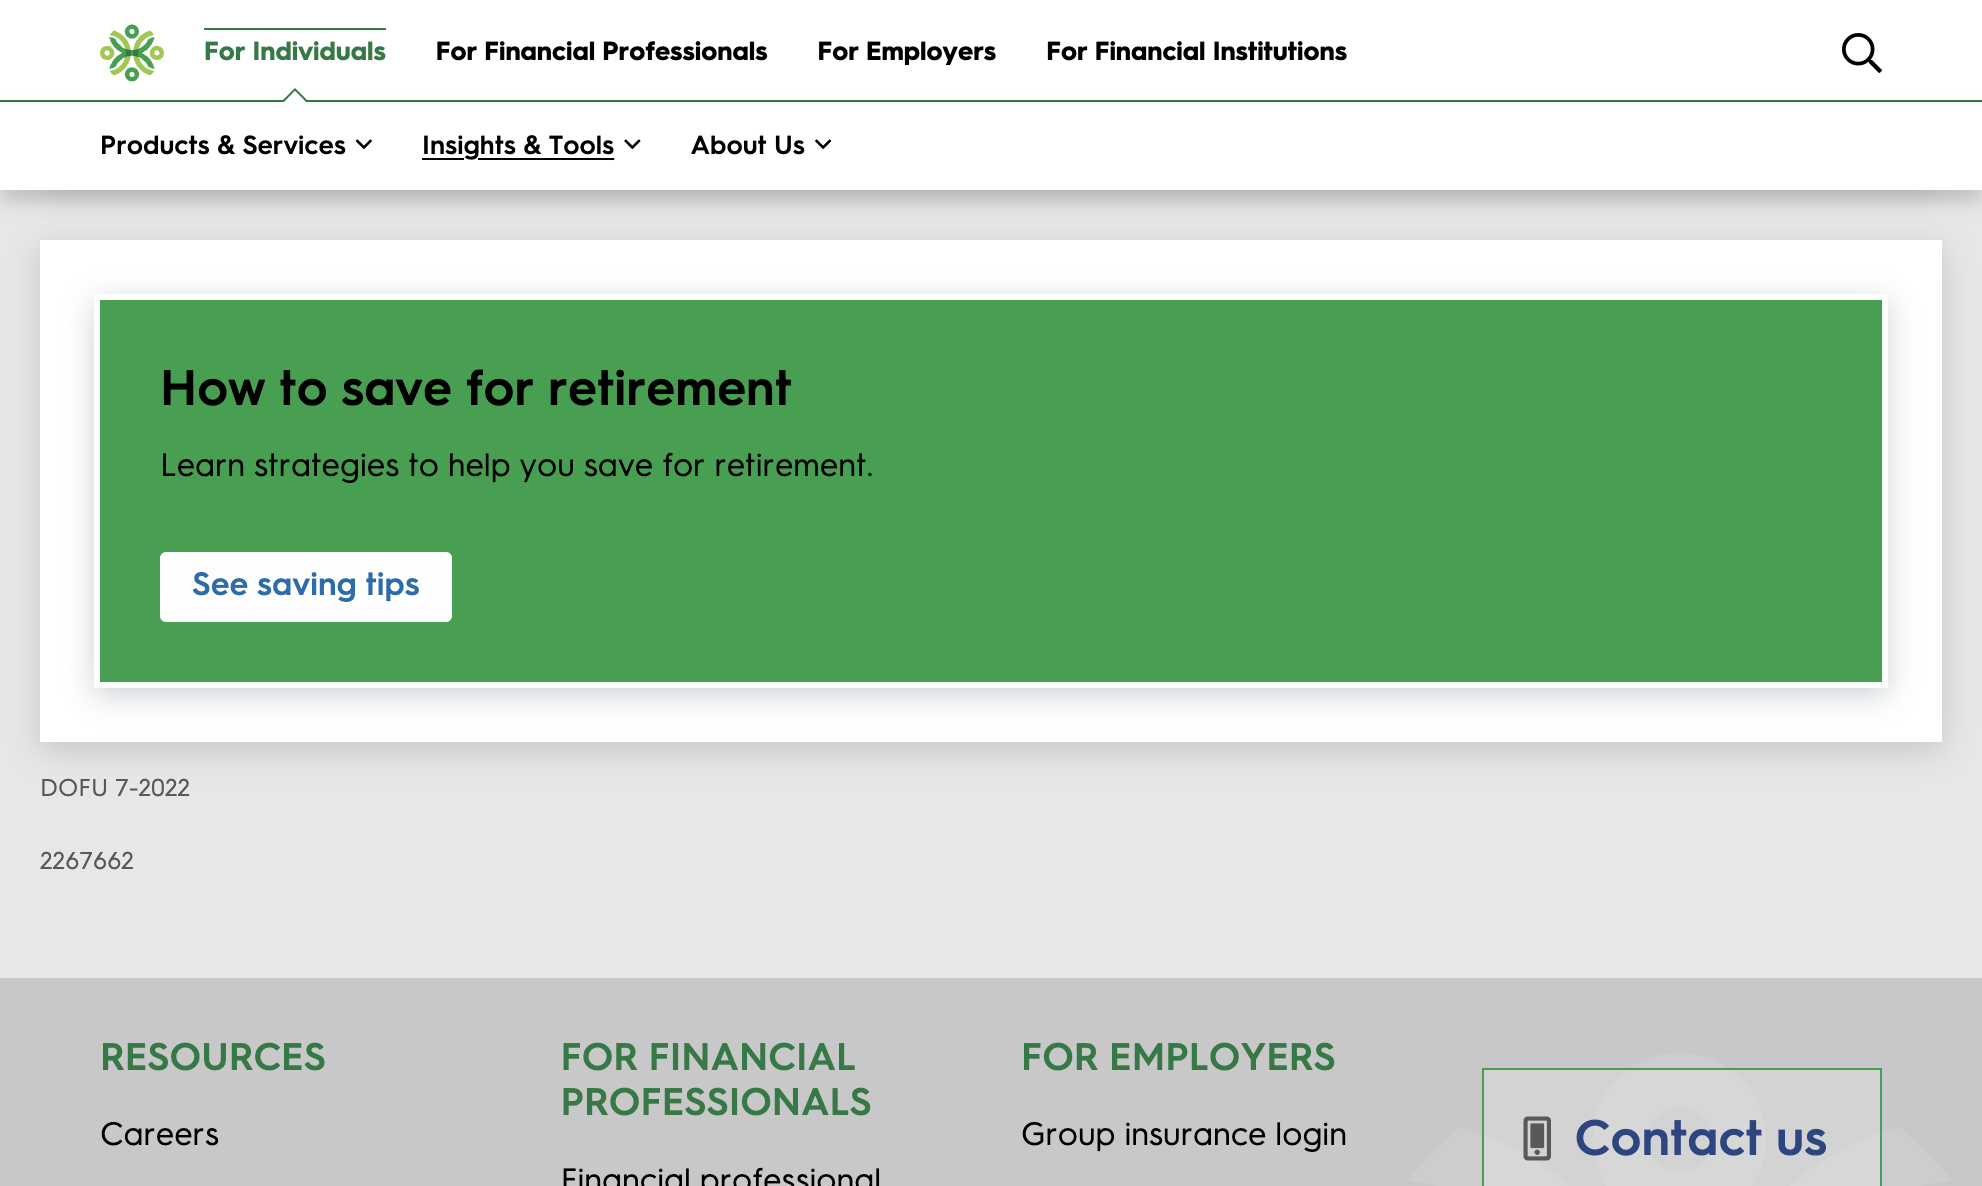 For Individuals
For Financial Professionals
For Employers
For Financial Institutions
Products & Services
Insights & Tools
About Us
How to save for retirement
Learn strategies to help you save for retirement.
See saving tips
DOFU 7-2022
2267662
RESOURCES
Careers
FOR FINANCIAL
PROFESSIONALS
Financial professional
FOR EMPLOYERS
Group insurance login
Contact us